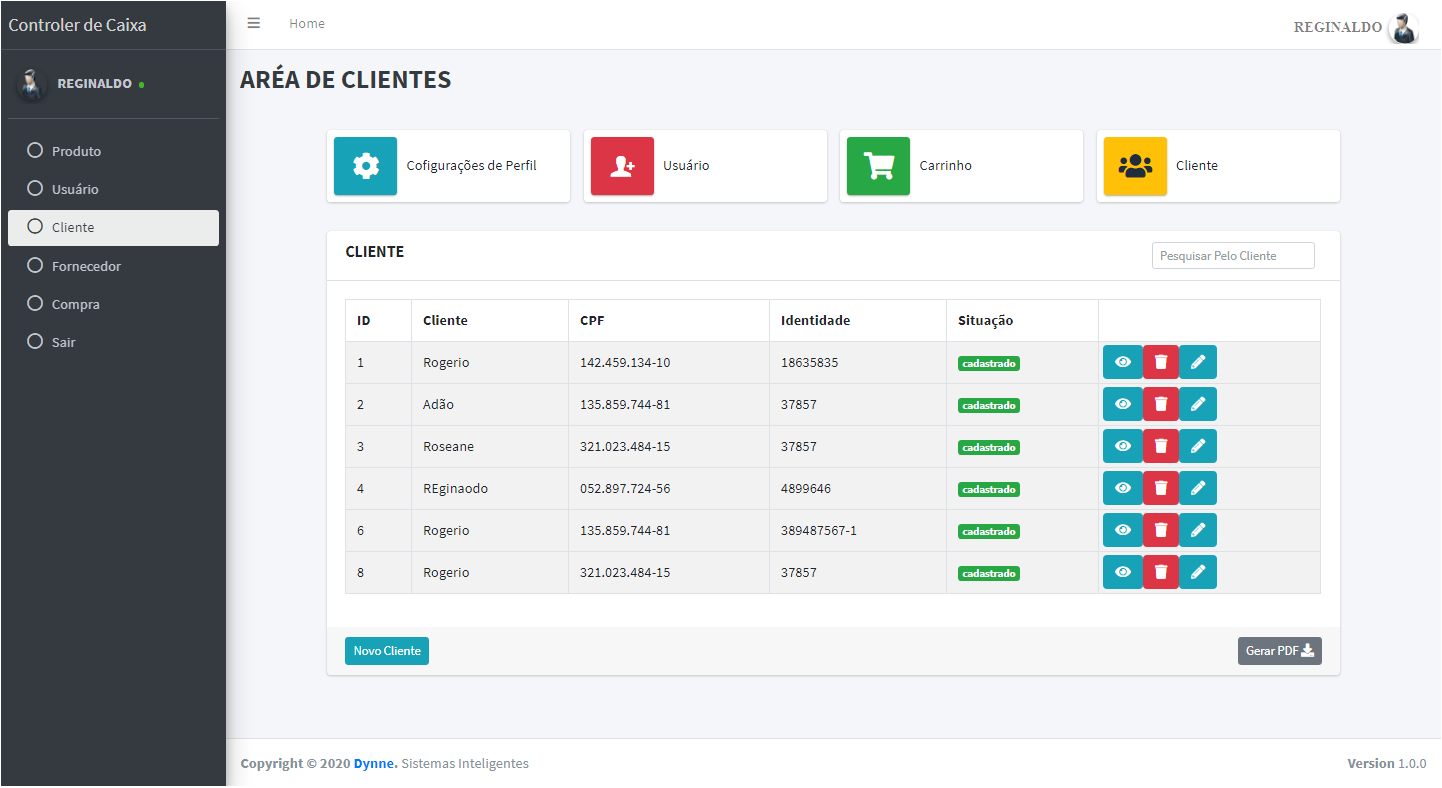 Controler de Caixa
Home
REGINALDO
REGINALDO
Produto
Usuário
Cliente
Fornecedor
Compra
Sair
ARÉA DE CLIENTES
Cofigurações de Perfil
Usuário
Carrinho
Cliente
CLIENTE
Pesquisar Pelo Cliente
ID Cliente CPF Identidade Situação
1 Rogerio 142.459.134-10 18635835 cadastrado
2 Adão 135.859.744-81 37857 cadastrado
3 Roseane 321.023.484-15 37857 cadastrado
4 REginaodo 052.897.724-56 4899646 cadastrado
6 Rogerio 135.859.744-81 389487567-1 cadastrado
8 Rogerio 321.023.484-15 37857 cadastrado
Novo Cliente
Gerar PDF
Copyright © 2020 Dynne. Sistemas Inteligentes
Version 1.0.0